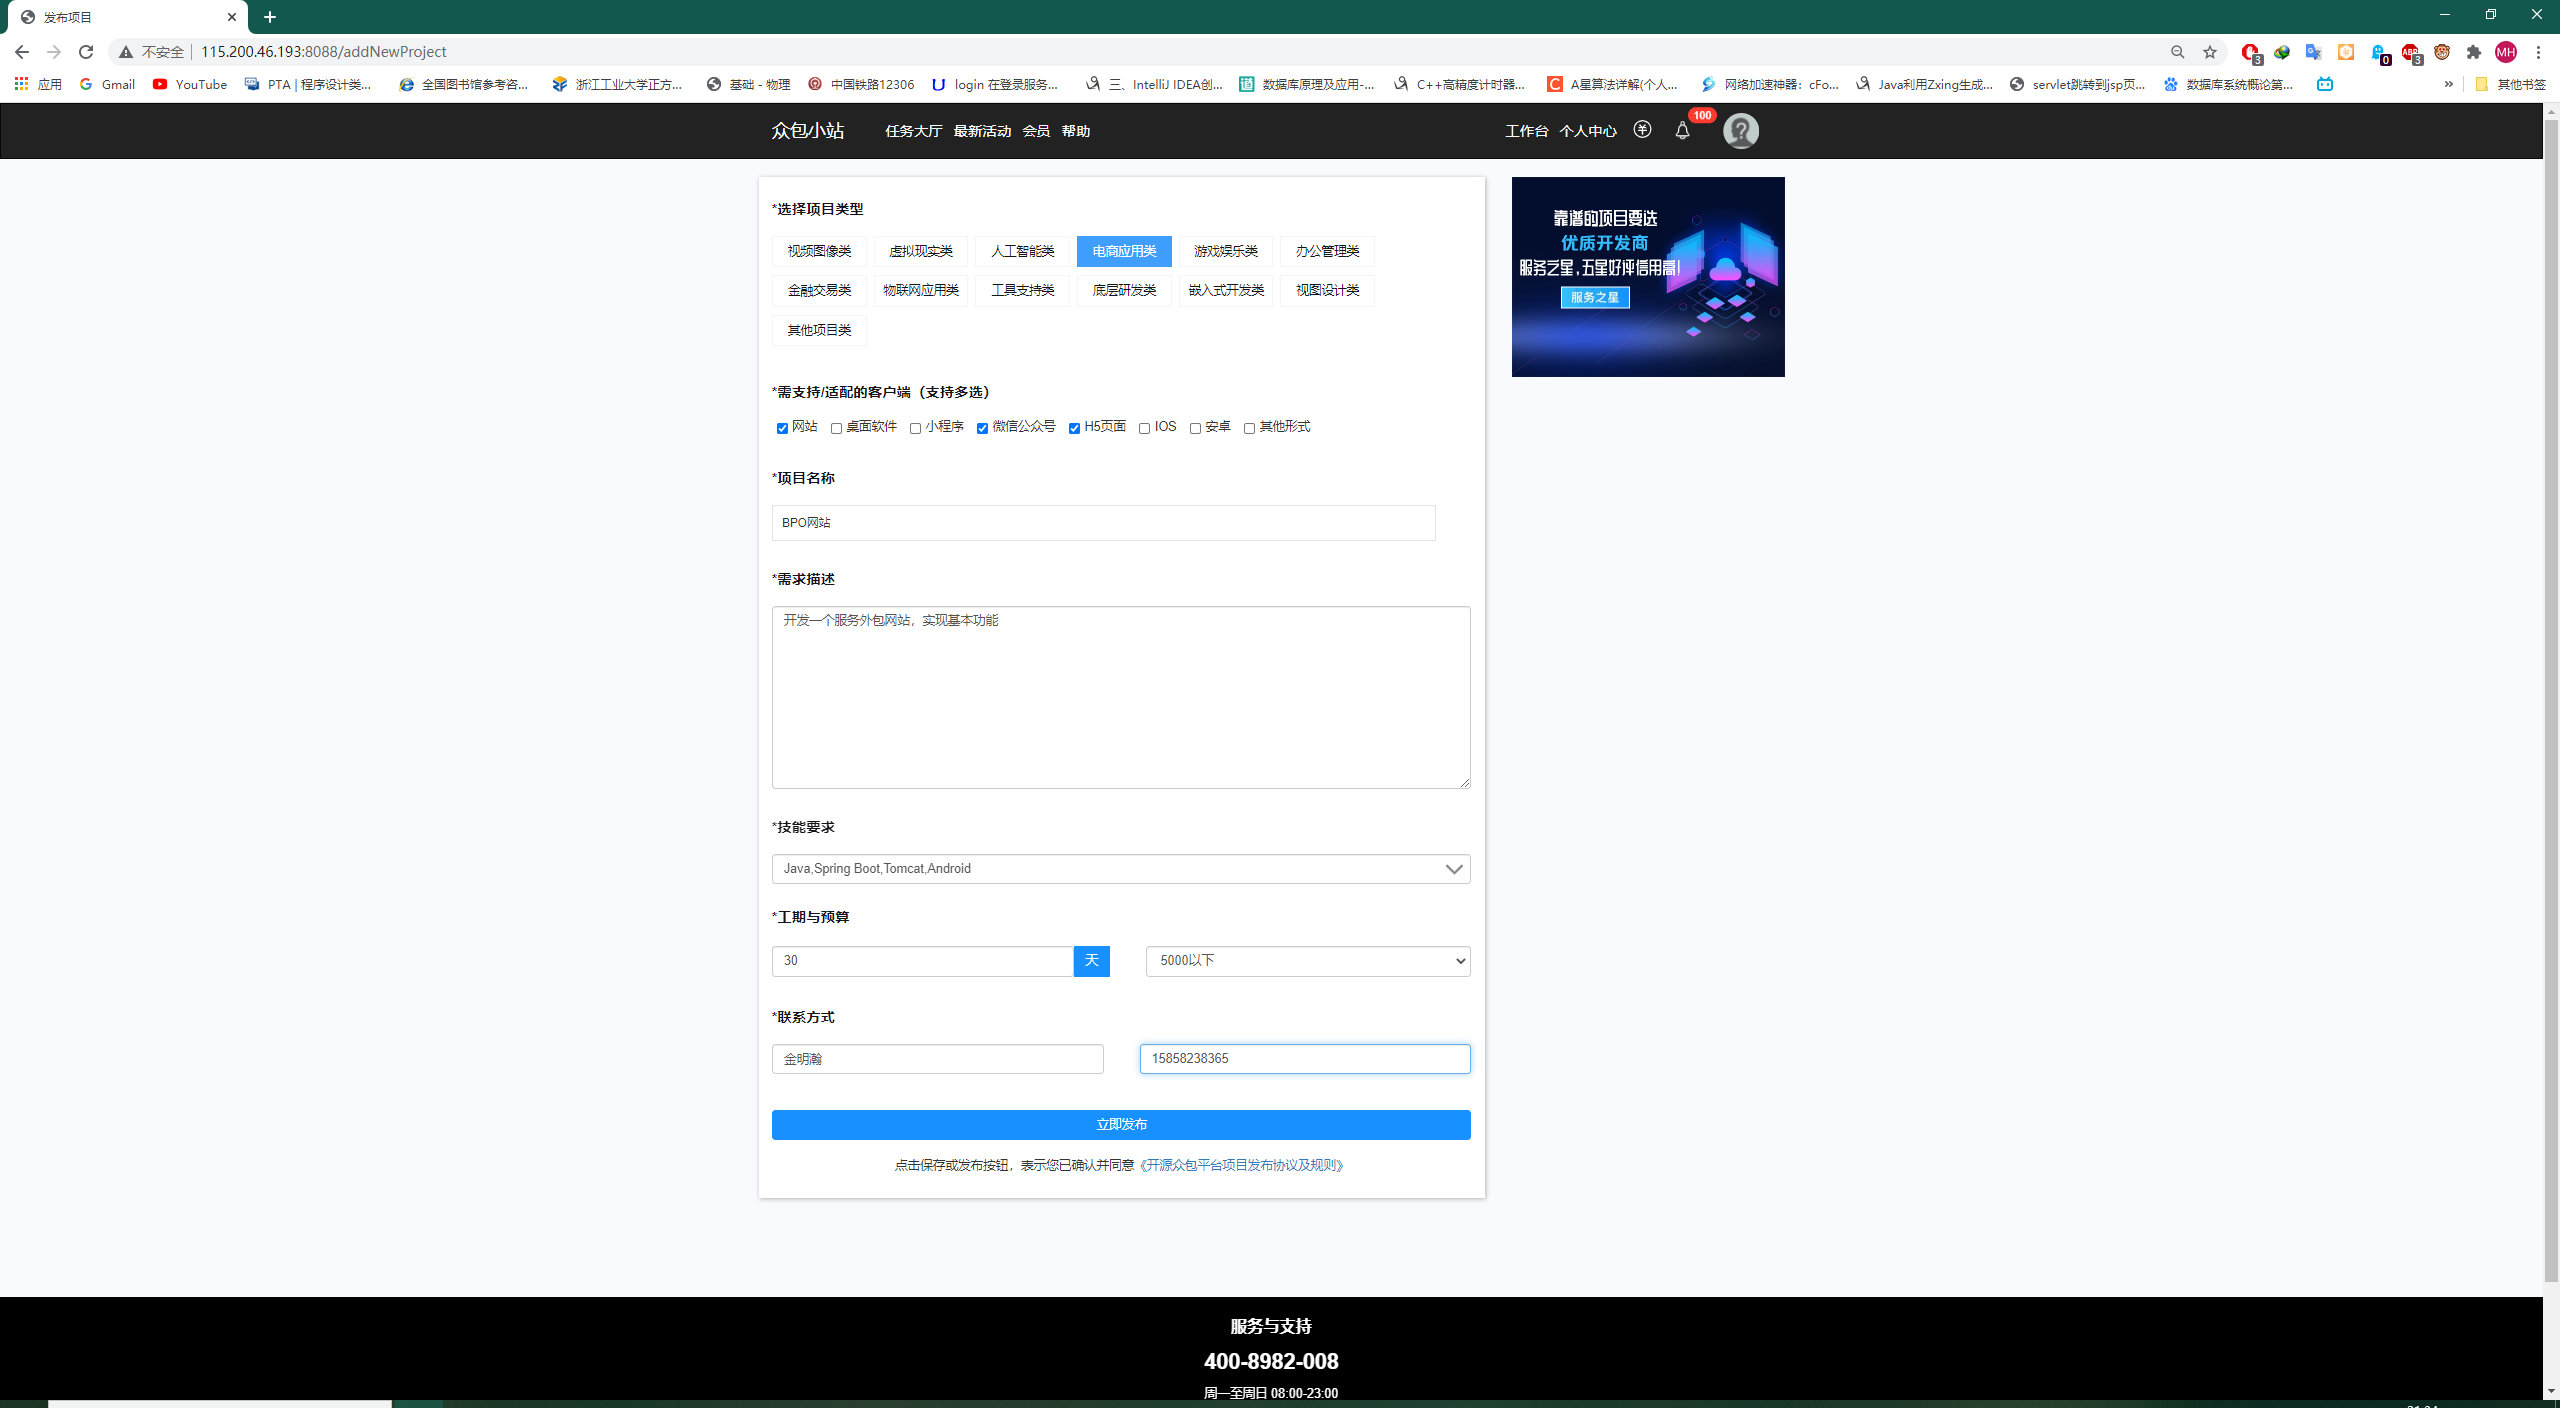 发布项目
不安全 115.200.46.193:8088/addNewProject
3 0 ABP 3 MH
应用 Gmail YouTube PTA | 程序设计类... 全国图书馆参考咨... 浙江工业大学正方... 基础 - 物理 中国铁路12306 login 在登录服务... 三、IntelliJ IDEA创... 数据库原理及应用-... C++高精度计时器... A星算法详解(个人... 网络加速神器：cFo... Java利用Zxing生成... servlet跳转到jsp页... 数据库系统概论第... » 其他书签
众包小站 任务大厅 最新活动 会员 帮助 工作台 个人中心 100
*选择项目类型
视频图像类 虚拟现实类 人工智能类 电商应用类 游戏娱乐类 办公管理类
金融交易类 物联网应用类 工具支持类 底层研发类 嵌入式开发类 视图设计类
其他项目类
靠谱的项目要选
优质开发商
服务之星,五星好评信用高!
服务之星
*需支持/适配的客户端（支持多选）
网站 桌面软件 小程序 微信公众号 H5页面 IOS 安卓 其他形式
*项目名称
BPO网站
*需求描述
开发一个服务外包网站，实现基本功能
*技能要求
Java,Spring Boot,Tomcat,Android
*工期与预算
30 天 5000以下
*联系方式
金明瀚 15858238365
立即发布
点击保存或发布按钮，表示您已确认并同意《开源众包平台项目发布协议及规则》
服务与支持
400-8982-008
周一至周日 08:00-23:00